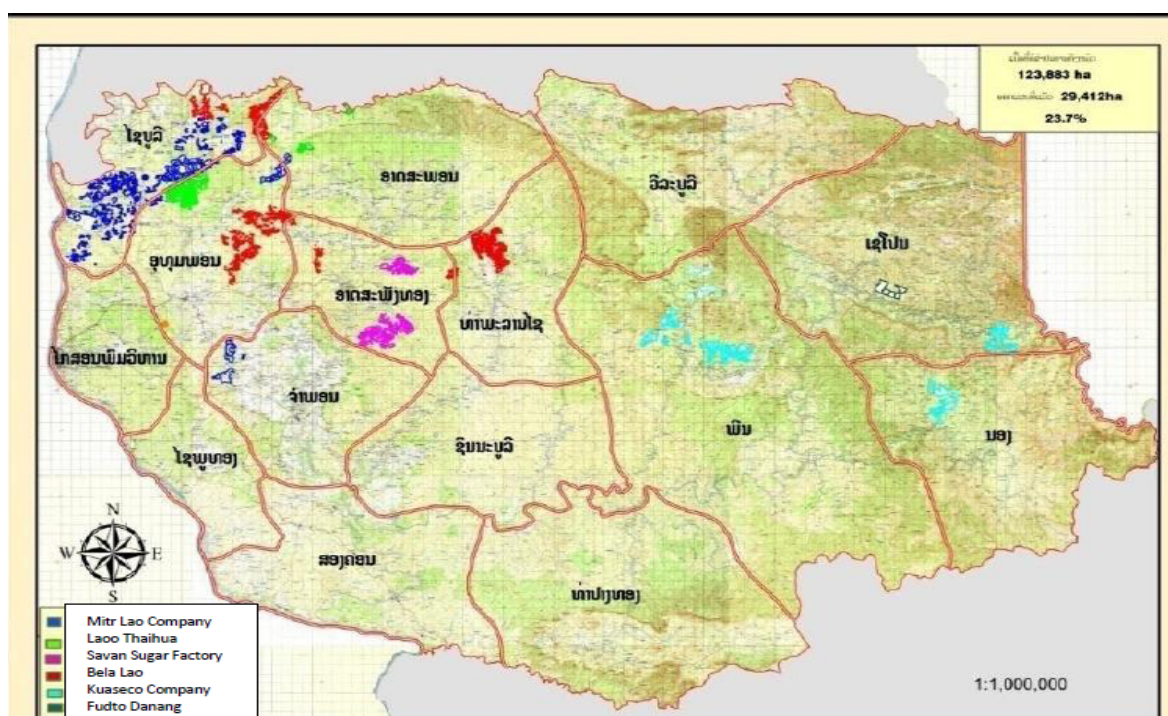 123,883 ha
29,412ha
23.7%
ໄຊບູລີ
ອາດສະພອນ
ວິລະບູລີ
ເຊໂປນ
ອຸທຸມພອນ
ອາດສະພັງທອງ
ທາພະລານໄຊ
ໄກສອນພົມວິຫານ
ຈຳພອນ
ພີນ
ນອງ
ຊົນນະບູລີ
ໄຊພູທອງ
ສອງຄອນ
ທ່າປາງທອງ
N
W
E
S
Mitr Lao Company
Laoo Thaihua
Savan Sugar Factory
Bela Lao
Kuaseco Company
Fudto Danang
1:1,000,000